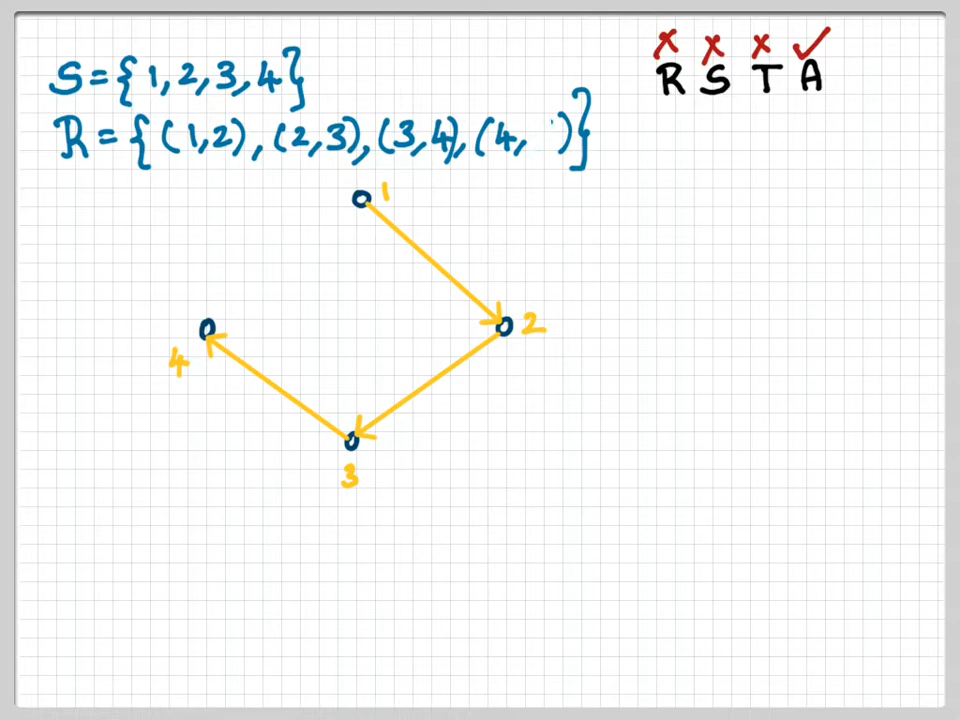 S={1,2,3,4}
R={(1,2),(2,3),(3,4),(4, )}
x x x ✓
R S T A
1
2
4
3